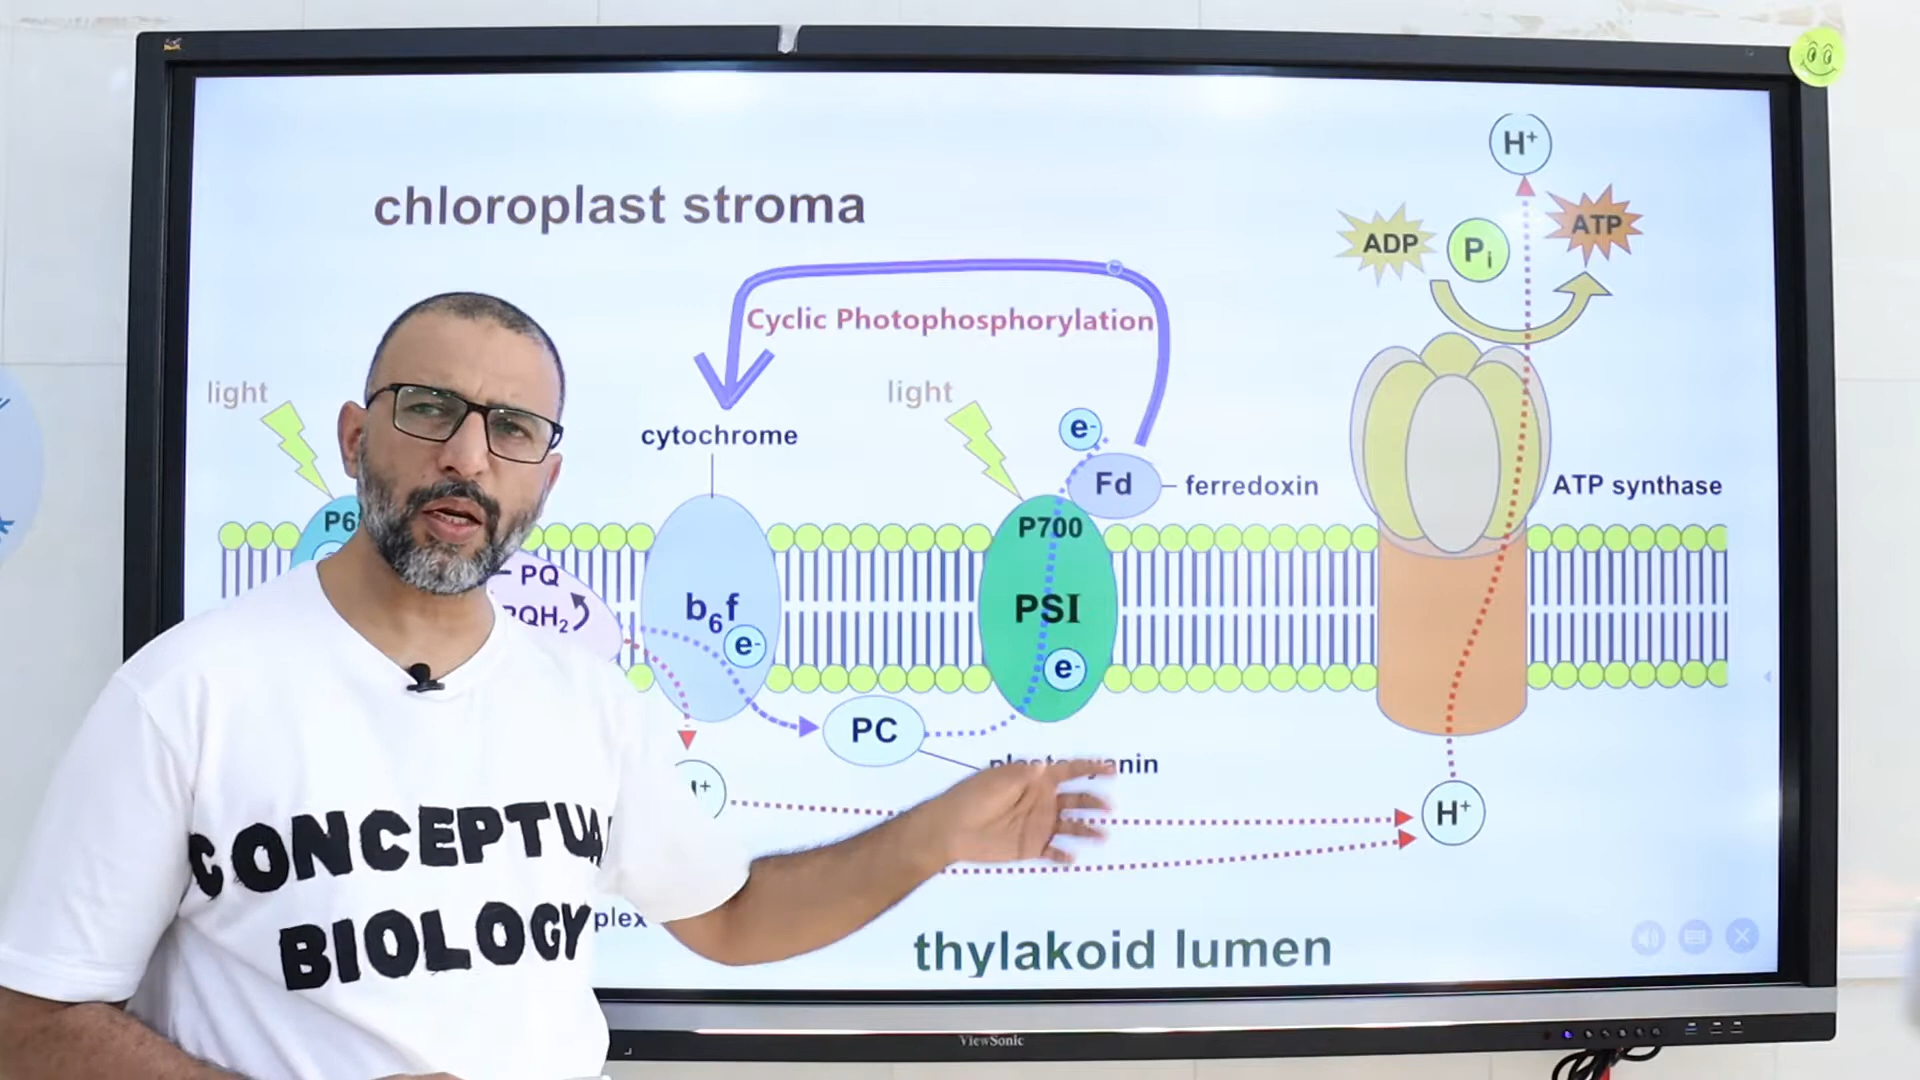 H⁺
chloroplast stroma
ADP
Pᵢ
ATP
Cyclic Photophosphorylation
light
light
cytochrome
e⁻
Fd
ferredoxin
ATP synthase
P700
PQ
b₆f
PSI
e⁻
e⁻
PC
H⁺
CONCEPTUA
BIOLOGY
plex
thylakoid lumen
ViewSonic